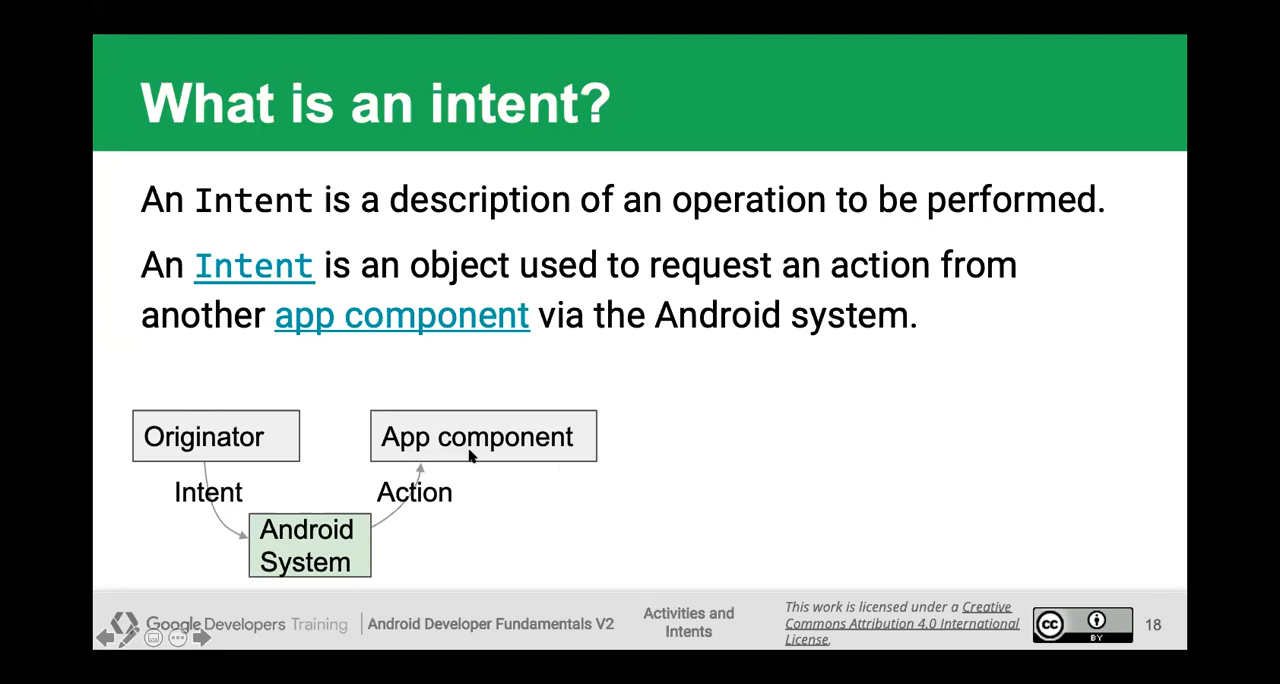 What is an intent?
An Intent is a description of an operation to be performed.
An Intent is an object used to request an action from
another app component via the Android system.
Originator
App component
Intent
Action
Android
System
Google Developers Training
Android Developer Fundamentals V2
Activities and
Intents
This work is licensed under a Creative
Commons Attribution 4.0 International
License.
cc
BY
18